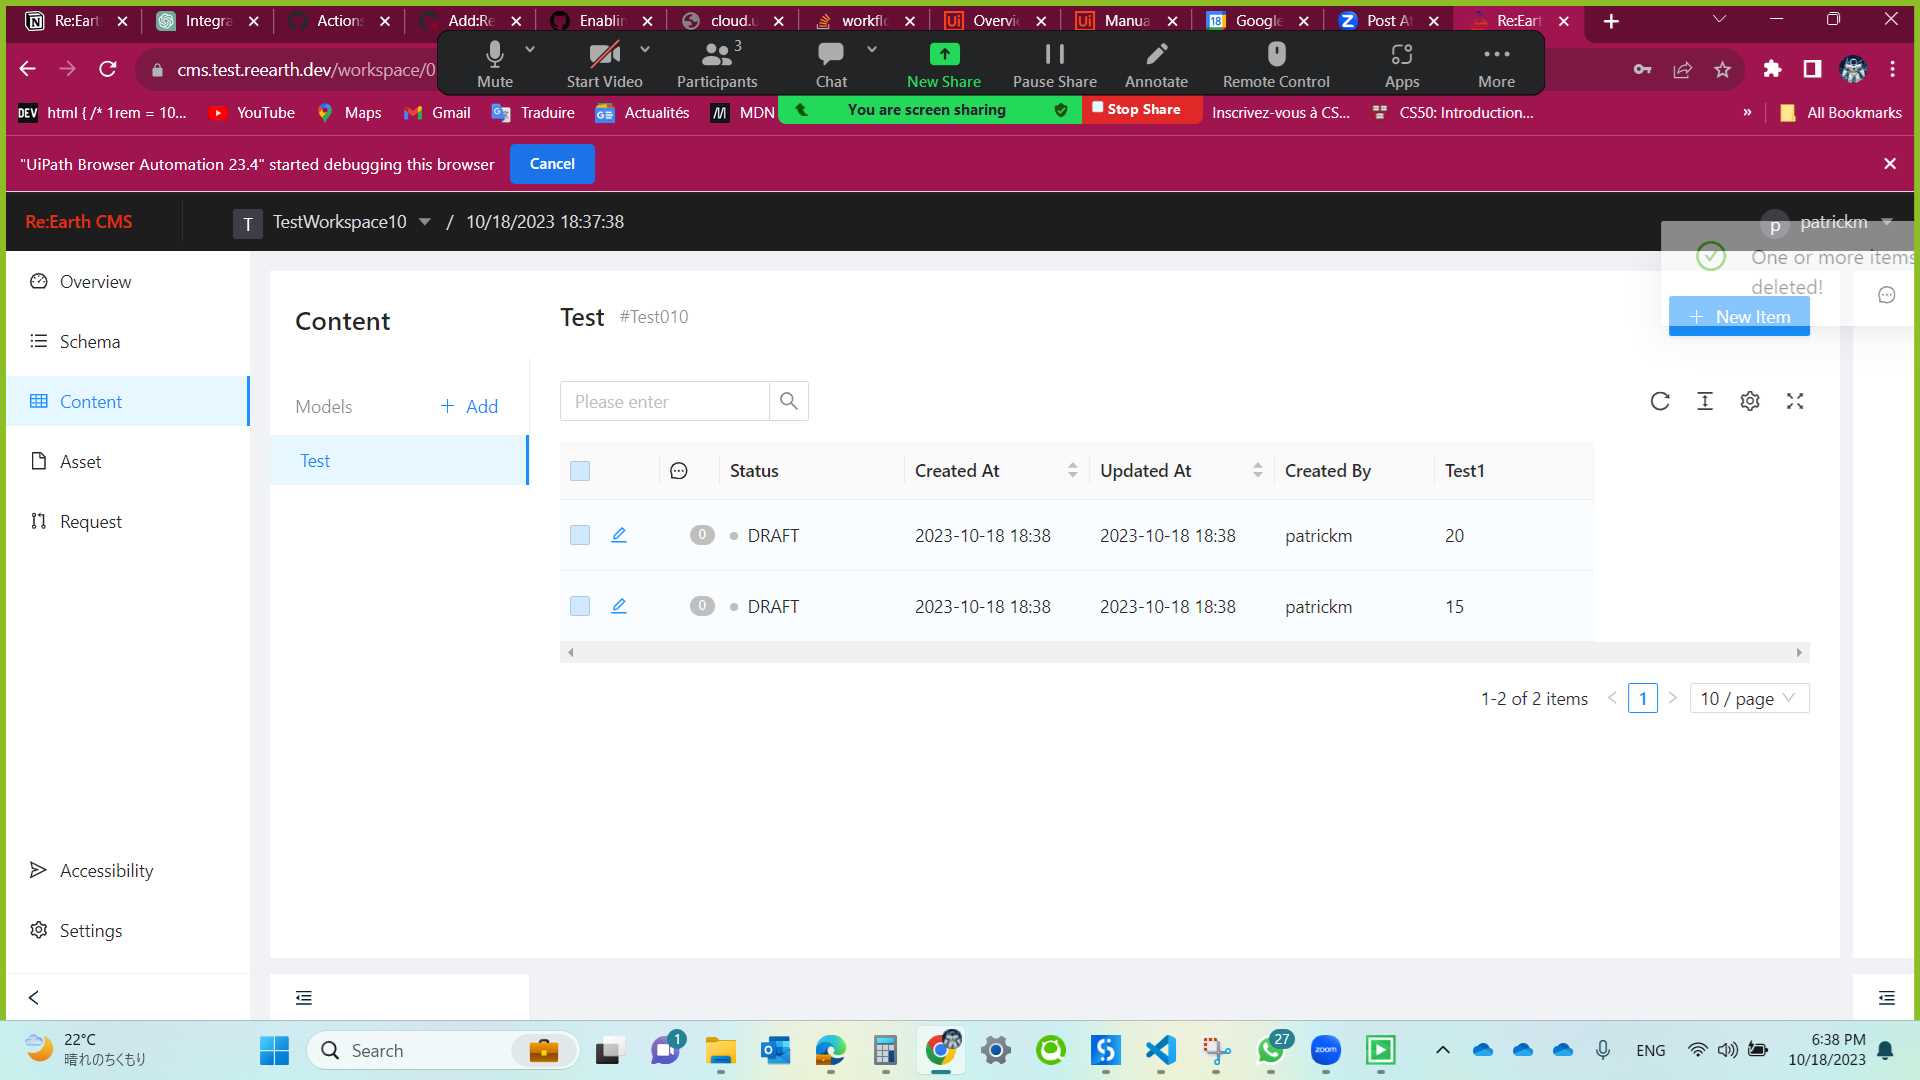 Re:Eart
Integra
Actions
Add:Re
Enablin
cloud.u
workflo
Overvie
Manua
Google
Post At
Re:Eart
cms.test.reearth.dev/workspace/0
Mute
Start Video
3
Participants
Chat
New Share
Pause Share
Annotate
Remote Control
Apps
More
DEV html { /* 1rem = 10...
YouTube
Maps
Gmail
Traduire
Actualités
MDN
You are screen sharing
Stop Share
Inscrivez-vous à CS...
CS50: Introduction...
»
All Bookmarks
"UiPath Browser Automation 23.4" started debugging this browser
Cancel
Re:Earth CMS
T TestWorkspace10 / 10/18/2023 18:37:38
p patrickm
One or more items
deleted!
Overview
Schema
Content
Asset
Request
Accessibility
Settings
Content
Models
+ Add
Test
Test #Test010
+ New Item
Please enter
Status Created At Updated At Created By Test1
0 DRAFT 2023-10-18 18:38 2023-10-18 18:38 patrickm 20
0 DRAFT 2023-10-18 18:38 2023-10-18 18:38 patrickm 15
1-2 of 2 items < 1 > 10 / page
22°C
晴れのちくもり
Search
1
27
zoom
ENG
6:38 PM
10/18/2023